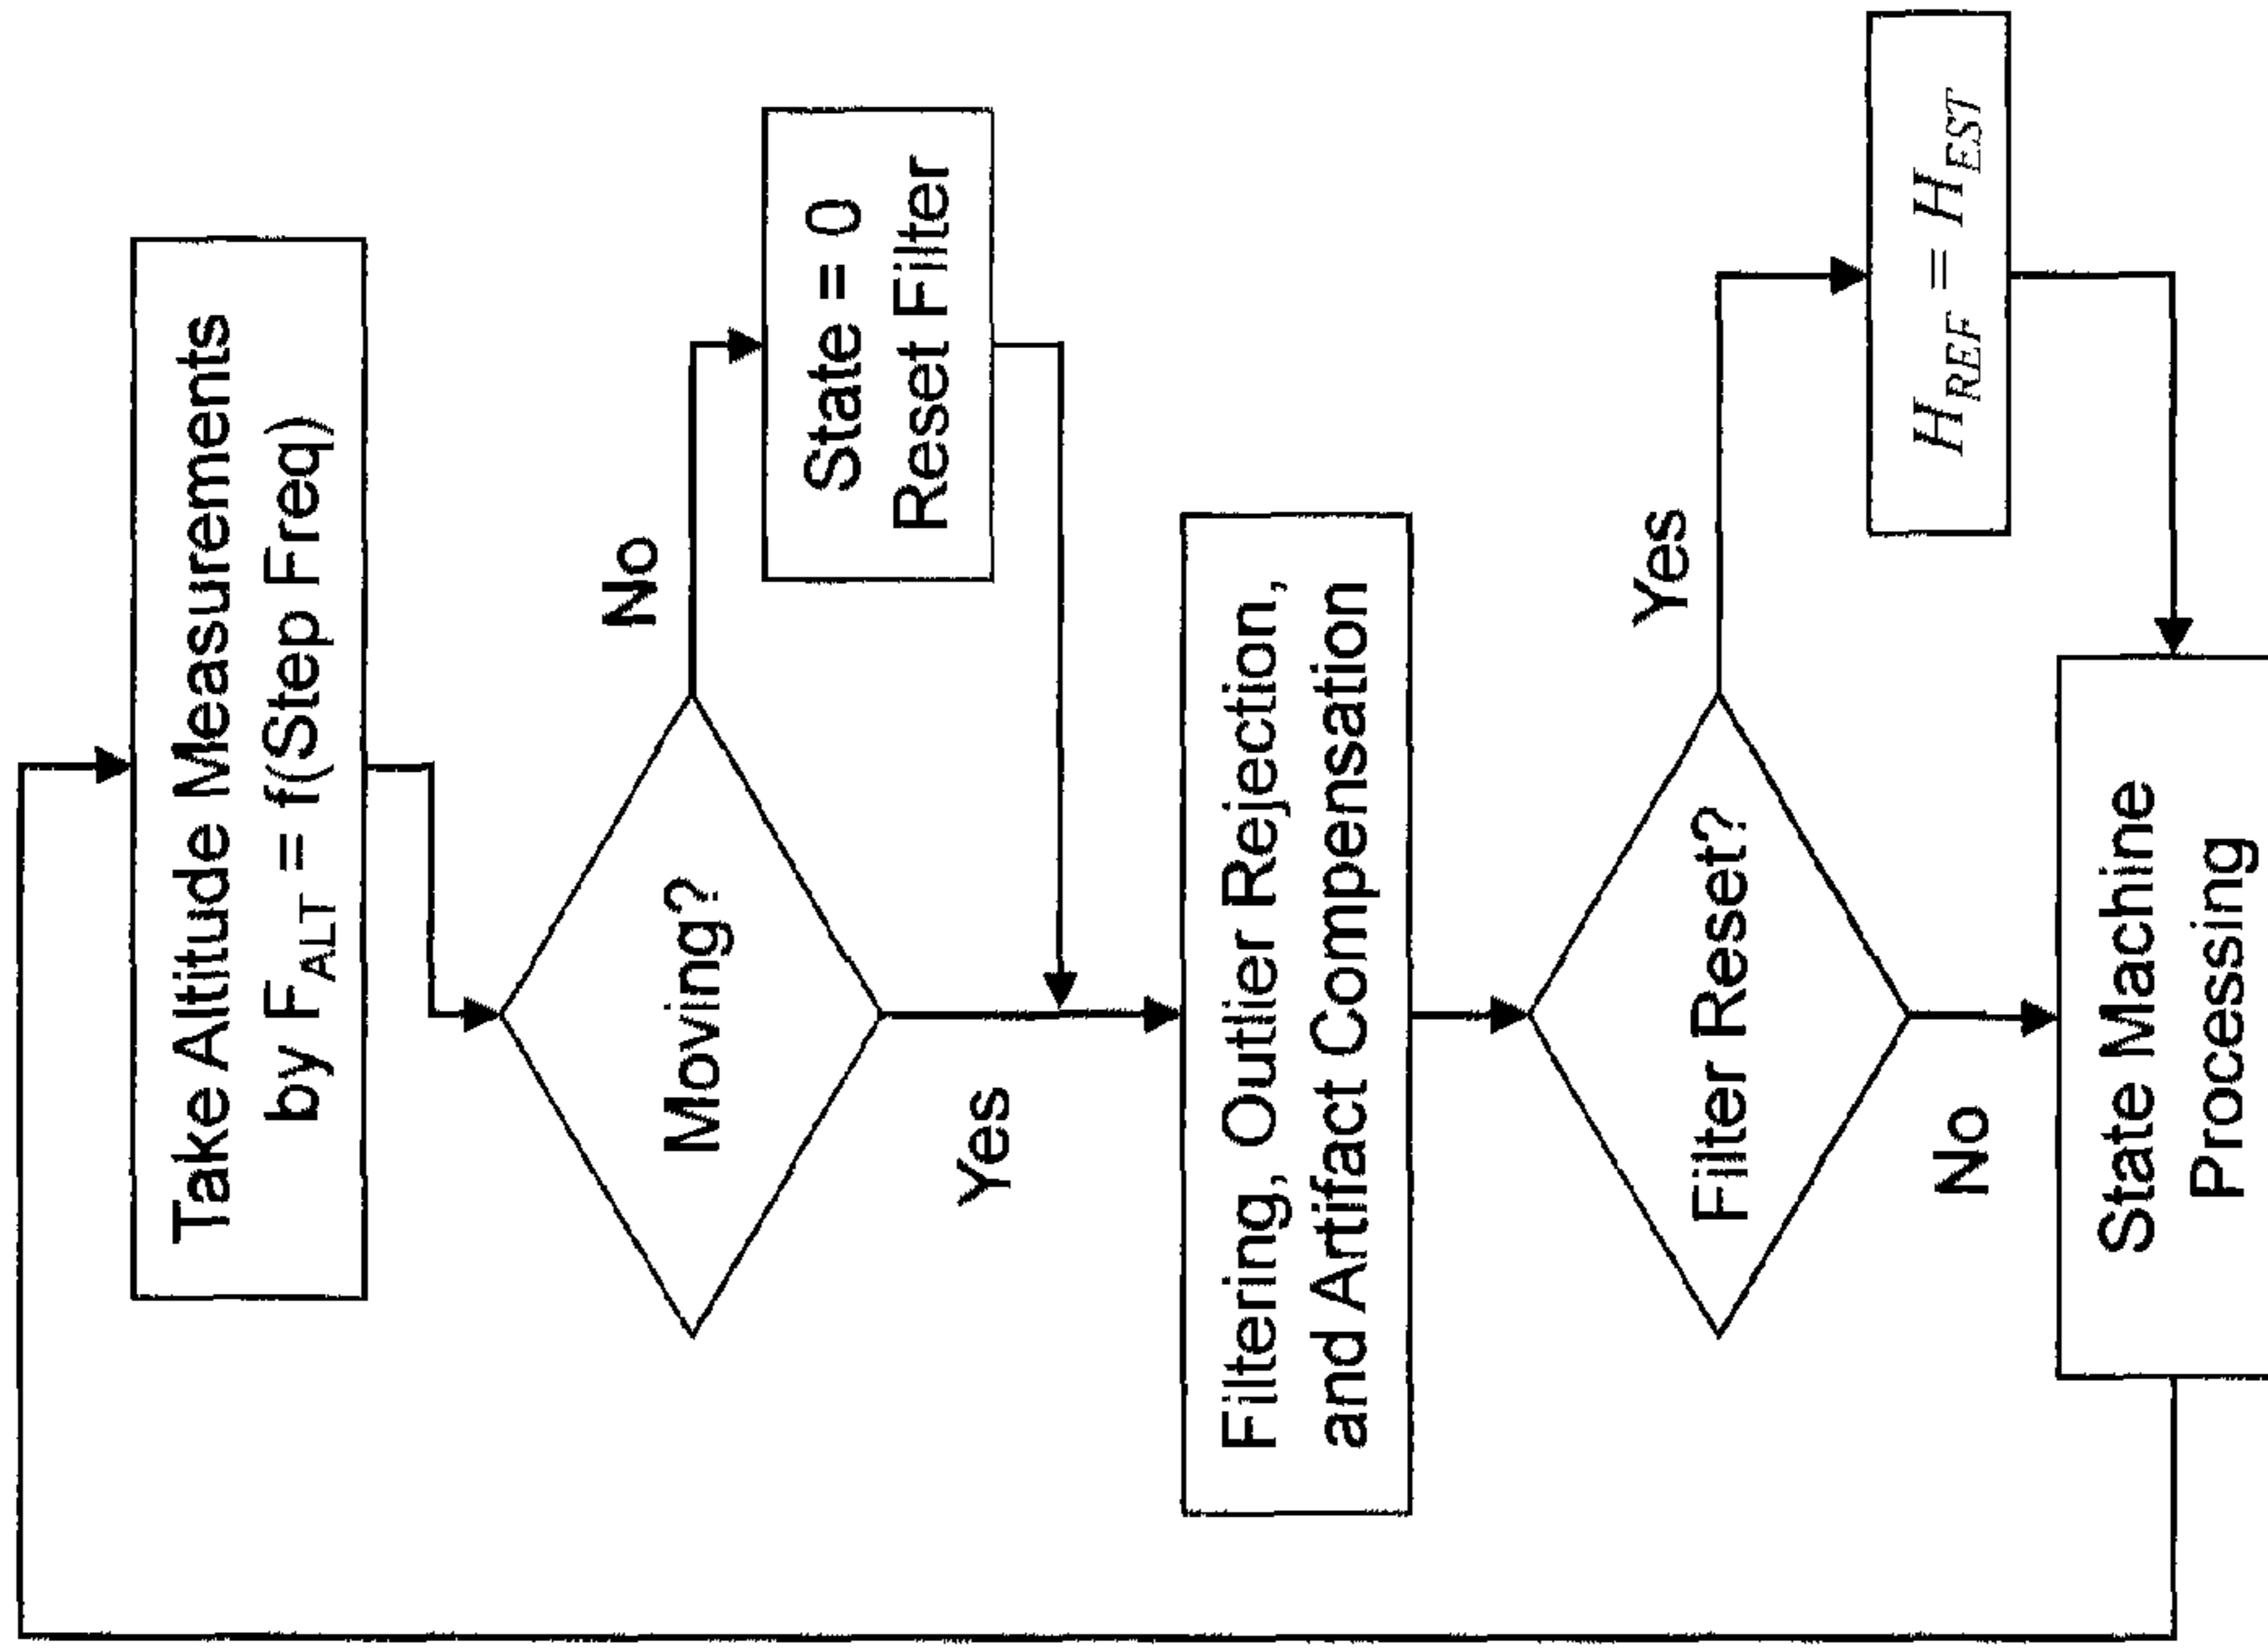 Take Altitude Measurements
by F_ALT = f(Step Freq)
Moving?
No
State = 0
Reset Filter
Yes
Filtering, Outlier Rejection,
and Artifact Compensation
Filter Reset?
Yes
H_REF = H_EST
No
State Machine
Processing